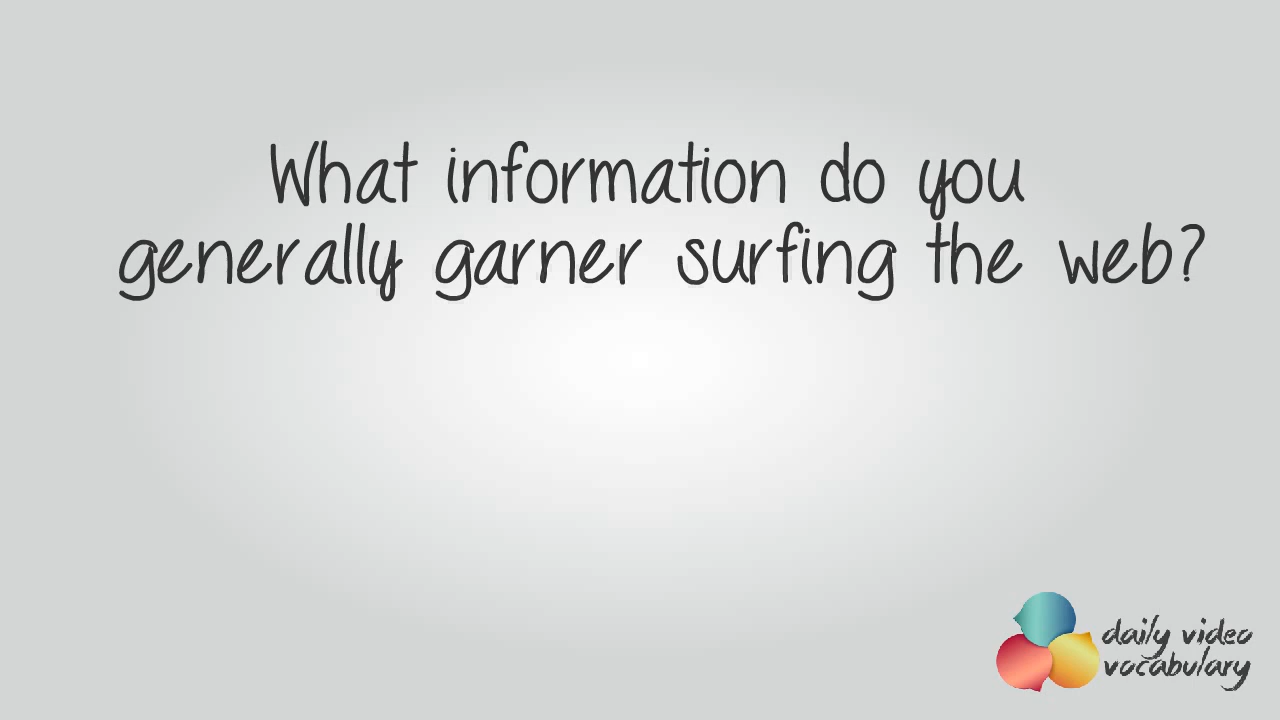 What information do you
generally garner surfing the web?
daily video
vocabulary